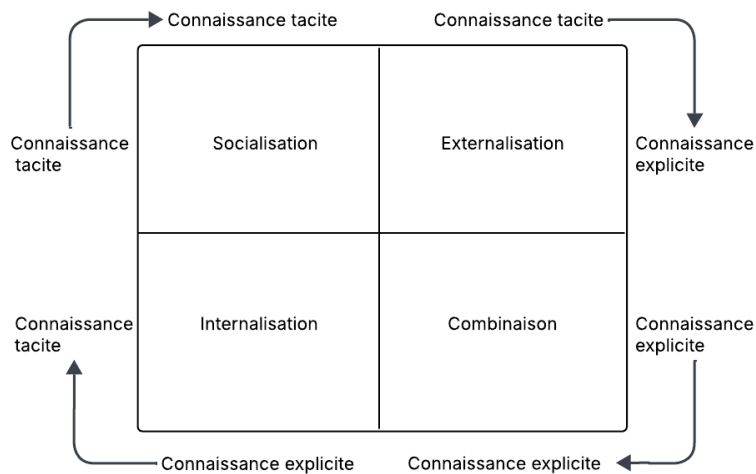 Connaissance tacite
Connaissance tacite
Connaissance
tacite
Socialisation
Externalisation
Connaissance
explicite
Connaissance
tacite
Internalisation
Combinaison
Connaissance
explicite
Connaissance explicite
Connaissance explicite